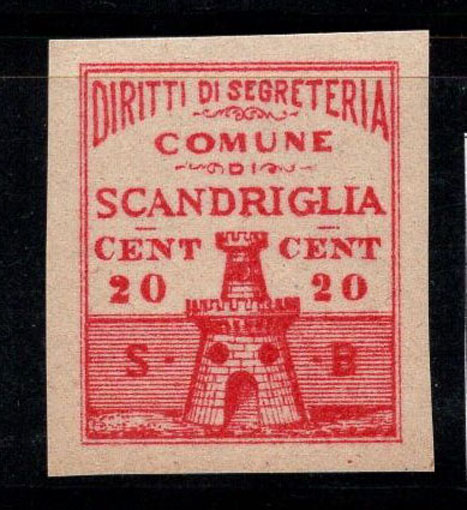 DIRITTI DI SEGRETERIA
COMUNE
DI
SCANDRIGLIA
CENT CENT
20 20
S · B